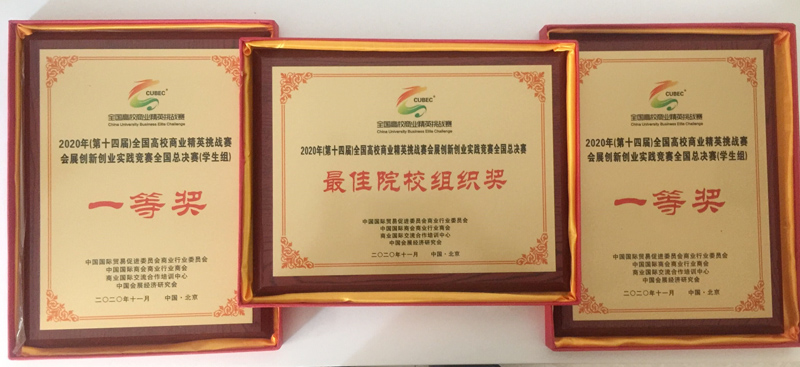 CUBEC
全国高校商业精英挑战赛
China University Business Elite Challenge
2020年(第十四届)全国高校商业精英挑战赛
会展创新创业实践竞赛全国总决赛(学生组)
一等奖
中国国际贸易促进委员会商业行业委员会
中国国际商会商业行业商会
商业国际交流合作培训中心
中国会展经济研究会
二〇二〇年十一月 中国·北京
CUBEC
全国高校商业精英挑战赛
China University Business Elite Challenge
2020年(第十四届)全国高校商业精英挑战赛会展创新创业实践竞赛全国总决赛
最佳院校组织奖
中国国际贸易促进委员会商业行业委员会
中国国际商会商业行业商会
商业国际交流合作培训中心
中国会展经济研究会
二〇二〇年十一月 中国·北京
CUBEC
全国高校商业精英挑战赛
China University Business Elite Challenge
2020年(第十四届)全国高校商业精英挑战赛
会展创新创业实践竞赛全国总决赛(学生组)
一等奖
中国国际贸易促进委员会商业行业委员会
中国国际商会商业行业商会
商业国际交流合作培训中心
中国会展经济研究会
二〇二〇年十一月 中国·北京